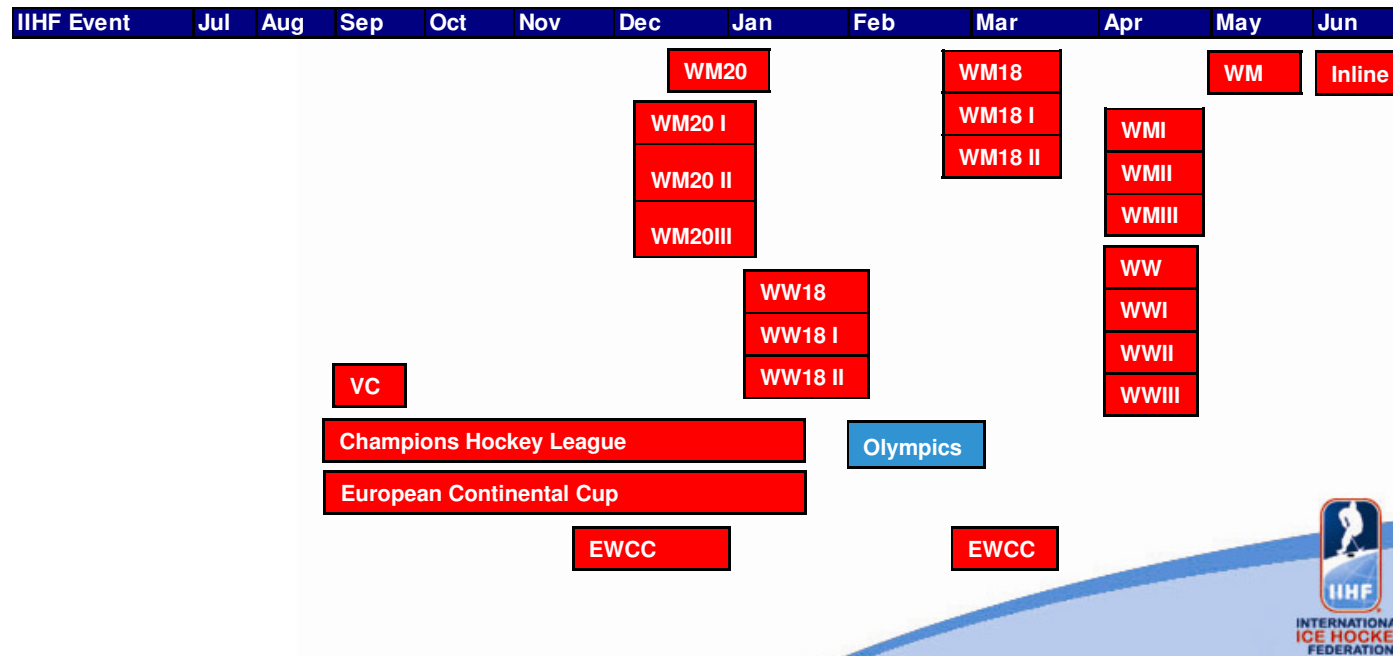 IIHF Event Jul Aug Sep Oct Nov Dec Jan Feb Mar Apr May Jun
WM20 WM18 WM Inline
WM20 I WM18 I WMI
WM20 II WM18 II WMII
WM20III WMIII
WW18 WW
WW18 I WWI
WW18 II WWII
VC WWIII
Champions Hockey League Olympics
European Continental Cup
EWCC EWCC
IIHF
INTERNATIONA
ICE HOCKE
FEDERATION